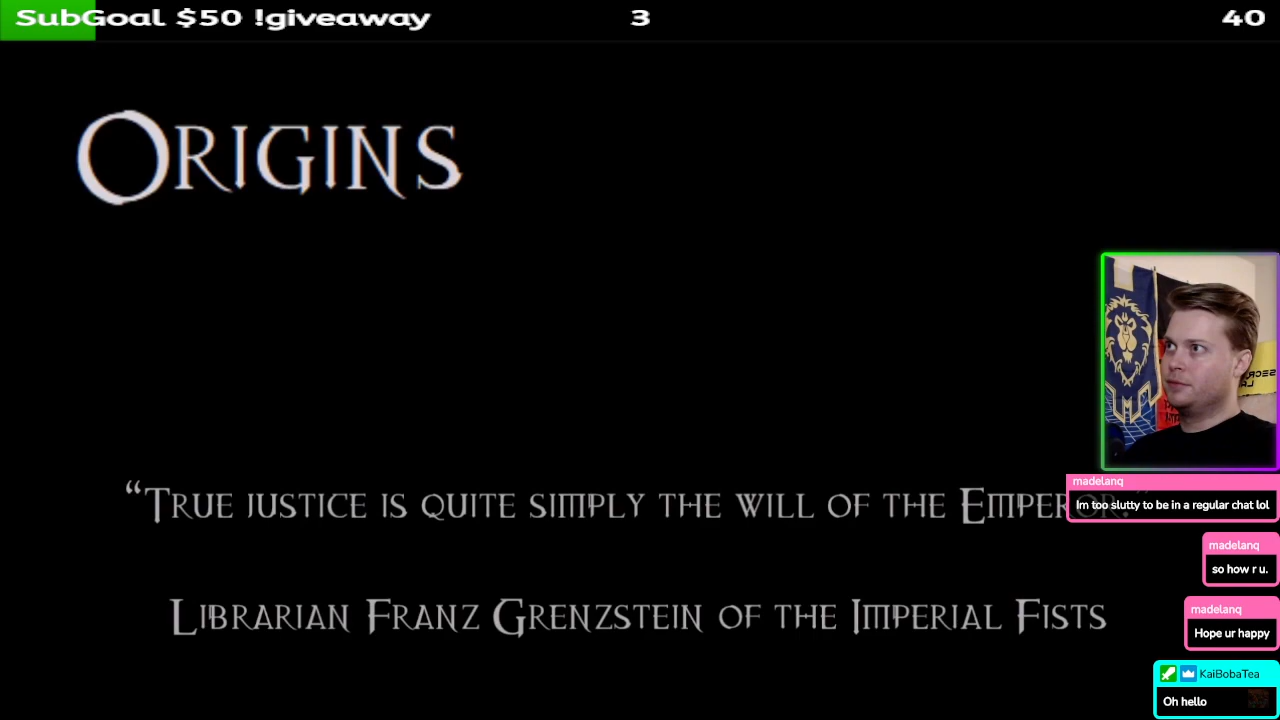 SubGoal $50 !giveaway 3 40
Origins
“True justice is quite simply the will of the Emperor.”
Librarian Franz Grenzstein of the Imperial Fists
madelanq
Im too slutty to be in a regular chat lol
madelanq
so how r u.
madelanq
Hope ur happy
KaiBobaTea
Oh hello